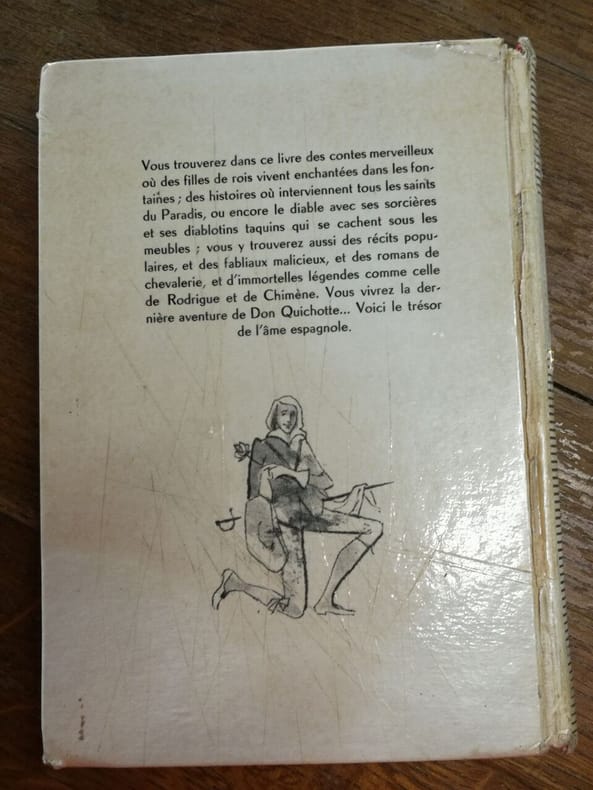 Vous trouverez dans ce livre des contes merveilleux
où des filles de rois vivent enchantées dans les fon-
taines ; des histoires où interviennent tous les saints
du Paradis, ou encore le diable avec ses sorcières
et ses diablotins taquins qui se cachent sous les
meubles ; vous y trouverez aussi des récits popu-
laires, et des fabliaux malicieux, et des romans de
chevalerie, et d'immortelles légendes comme celle
de Rodrigue et de Chimène. Vous vivrez la der-
nière aventure de Don Quichotte... Voici le trésor
de l'âme espagnole.